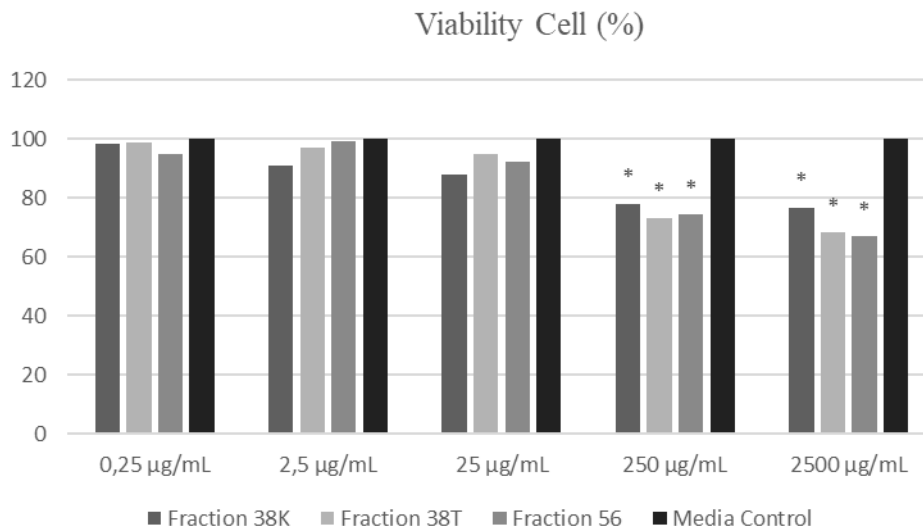 Viability Cell (%)
120
100
80
60
40
20
0
* * *
* * *
0,25 µg/mL 2,5 µg/mL 25 µg/mL 250 µg/mL 2500 µg/mL
Fraction 38K Fraction 38T Fraction 56 Media Control